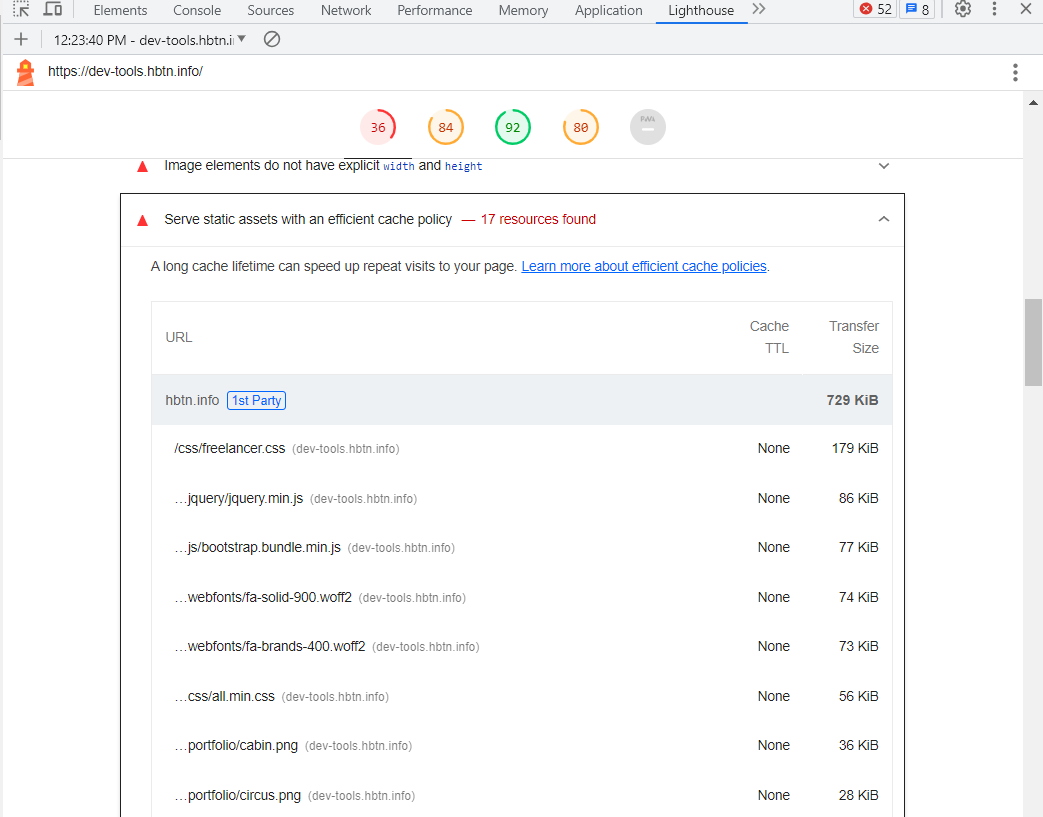 Elements Console Sources Network Performance Memory Application Lighthouse 52 8
12:23:40 PM - dev-tools.hbtn.i
https://dev-tools.hbtn.info/
36 84 92 80 PWA
Image elements do not have explicit width and height
Serve static assets with an efficient cache policy — 17 resources found
A long cache lifetime can speed up repeat visits to your page. Learn more about efficient cache policies.
URL Cache TTL Transfer Size
hbtn.info 1st Party 729 KiB
/css/freelancer.css (dev-tools.hbtn.info) None 179 KiB
…jquery/jquery.min.js (dev-tools.hbtn.info) None 86 KiB
…js/bootstrap.bundle.min.js (dev-tools.hbtn.info) None 77 KiB
…webfonts/fa-solid-900.woff2 (dev-tools.hbtn.info) None 74 KiB
…webfonts/fa-brands-400.woff2 (dev-tools.hbtn.info) None 73 KiB
…css/all.min.css (dev-tools.hbtn.info) None 56 KiB
…portfolio/cabin.png (dev-tools.hbtn.info) None 36 KiB
…portfolio/circus.png (dev-tools.hbtn.info) None 28 KiB